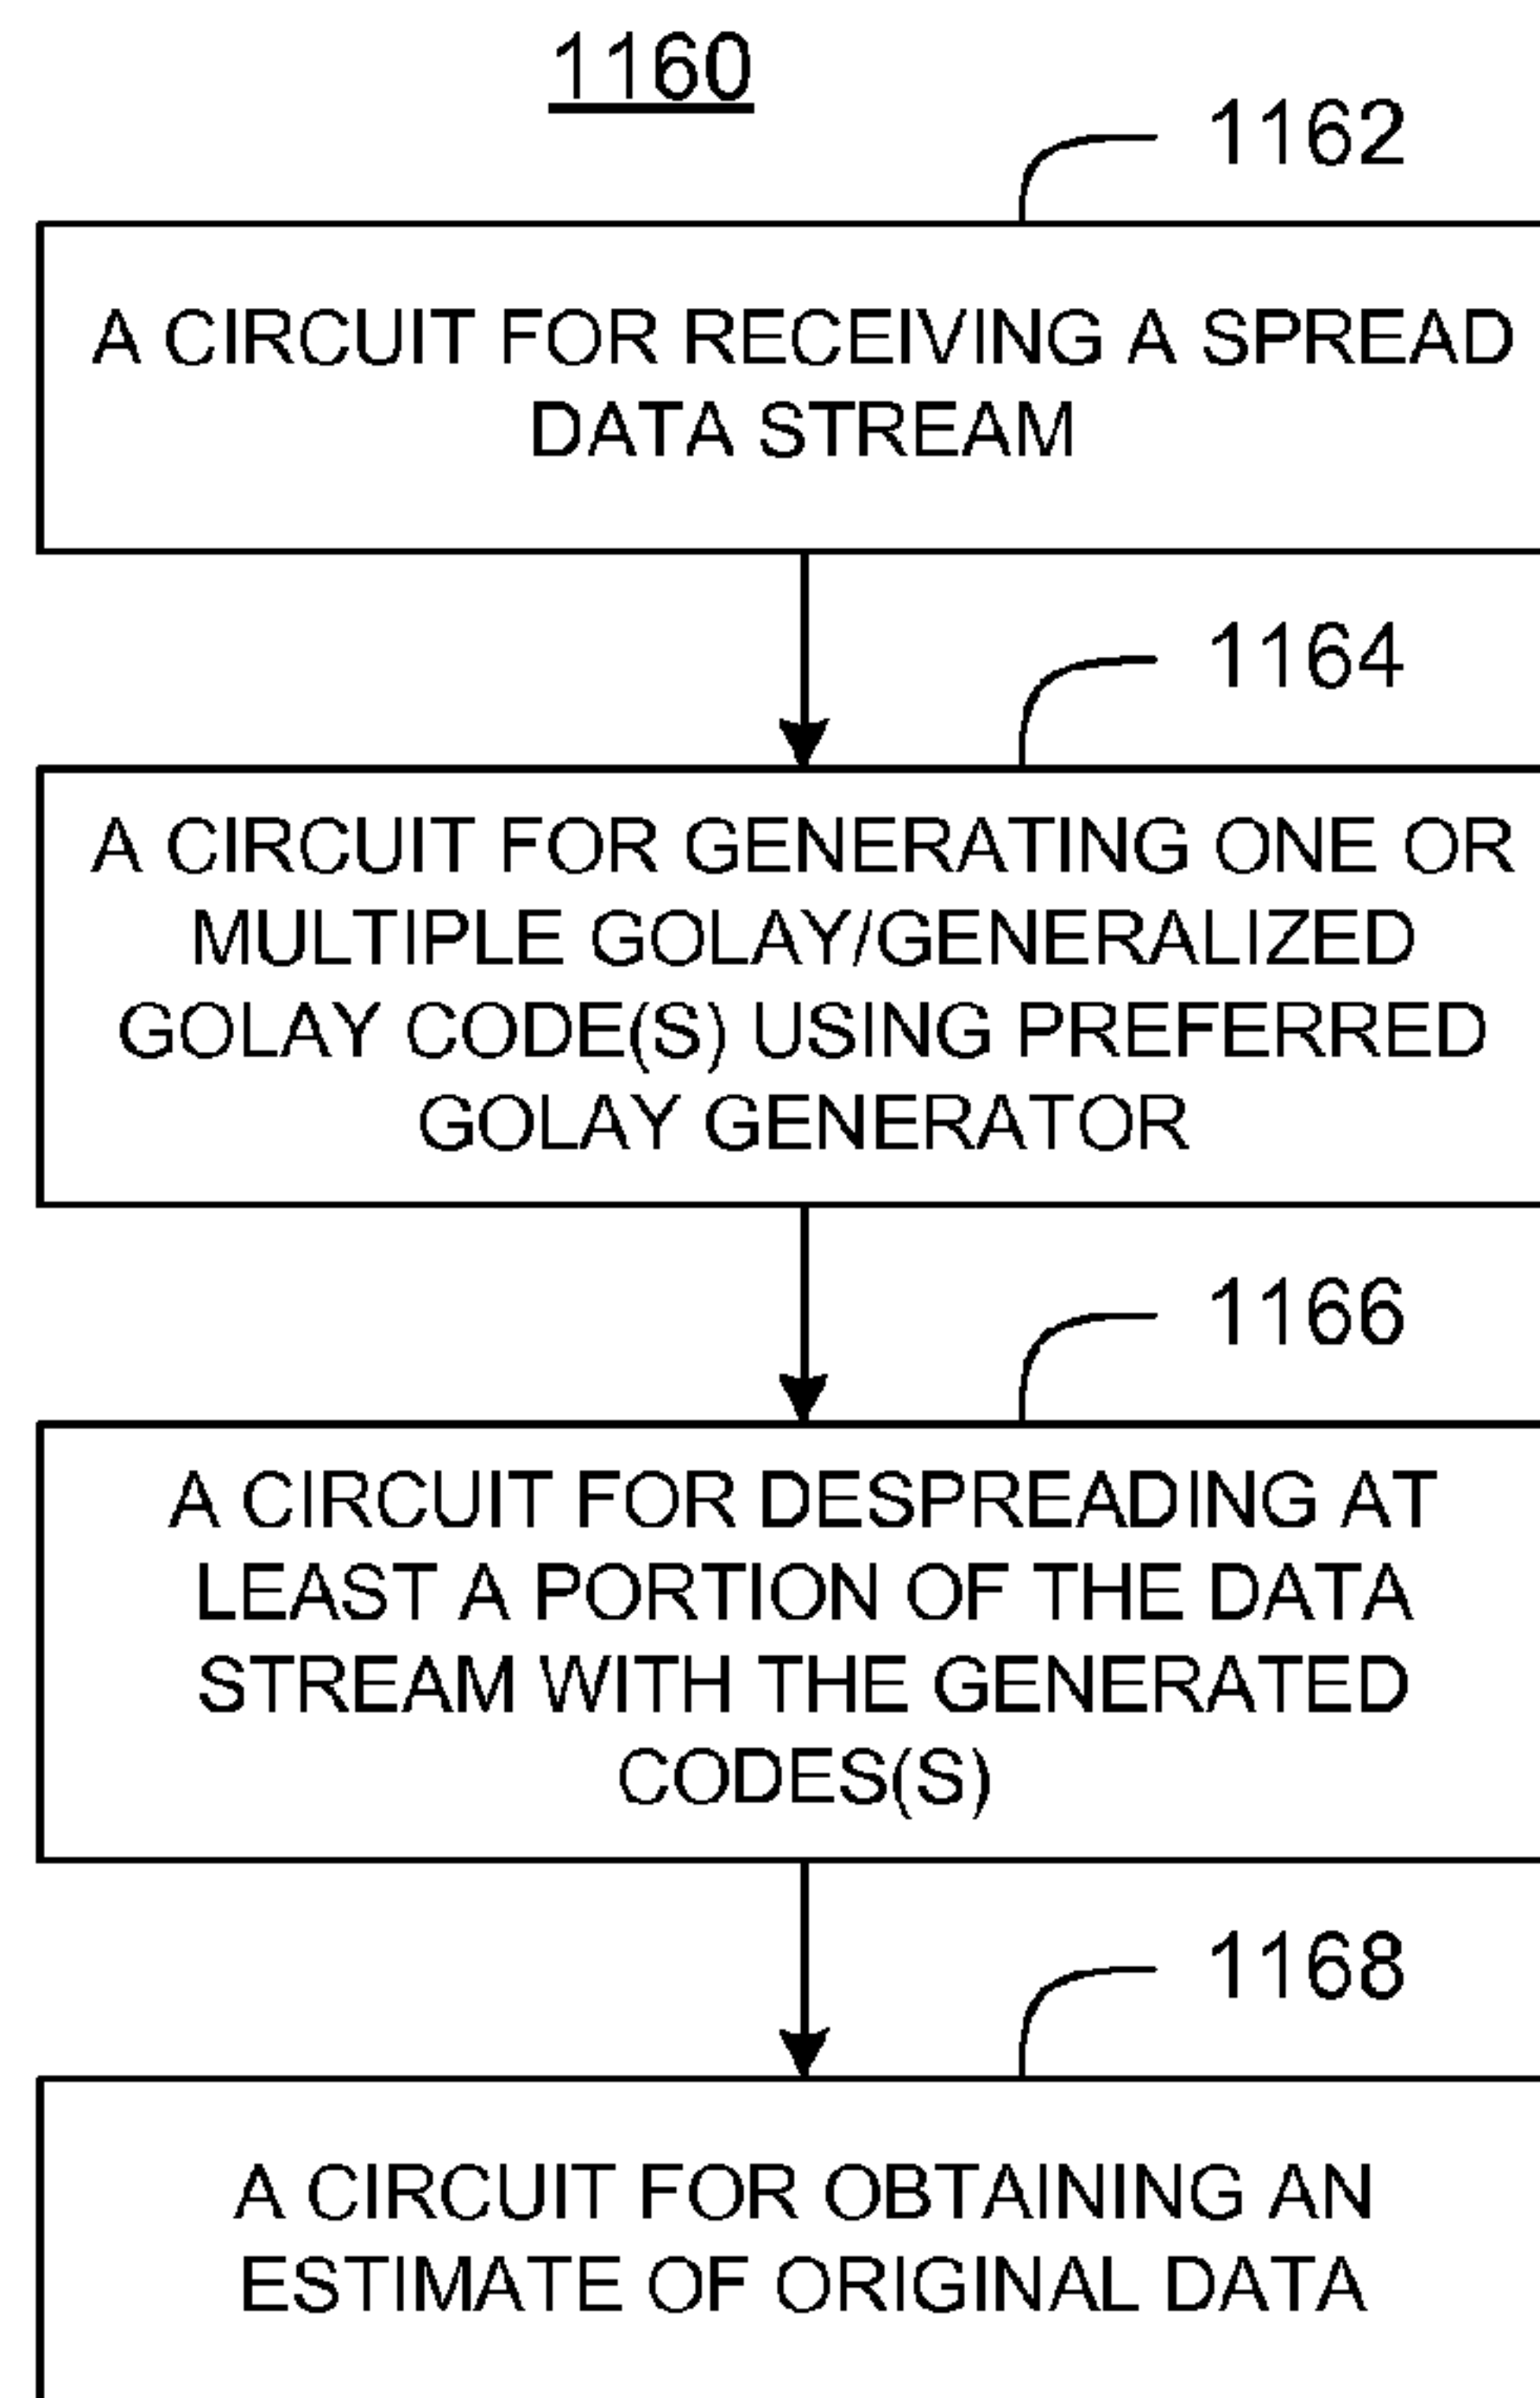 1160
1162
A CIRCUIT FOR RECEIVING A SPREAD
DATA STREAM
1164
A CIRCUIT FOR GENERATING ONE OR
MULTIPLE GOLAY/GENERALIZED
GOLAY CODE(S) USING PREFERRED
GOLAY GENERATOR
1166
A CIRCUIT FOR DESPREADING AT
LEAST A PORTION OF THE DATA
STREAM WITH THE GENERATED
CODES(S)
1168
A CIRCUIT FOR OBTAINING AN
ESTIMATE OF ORIGINAL DATA